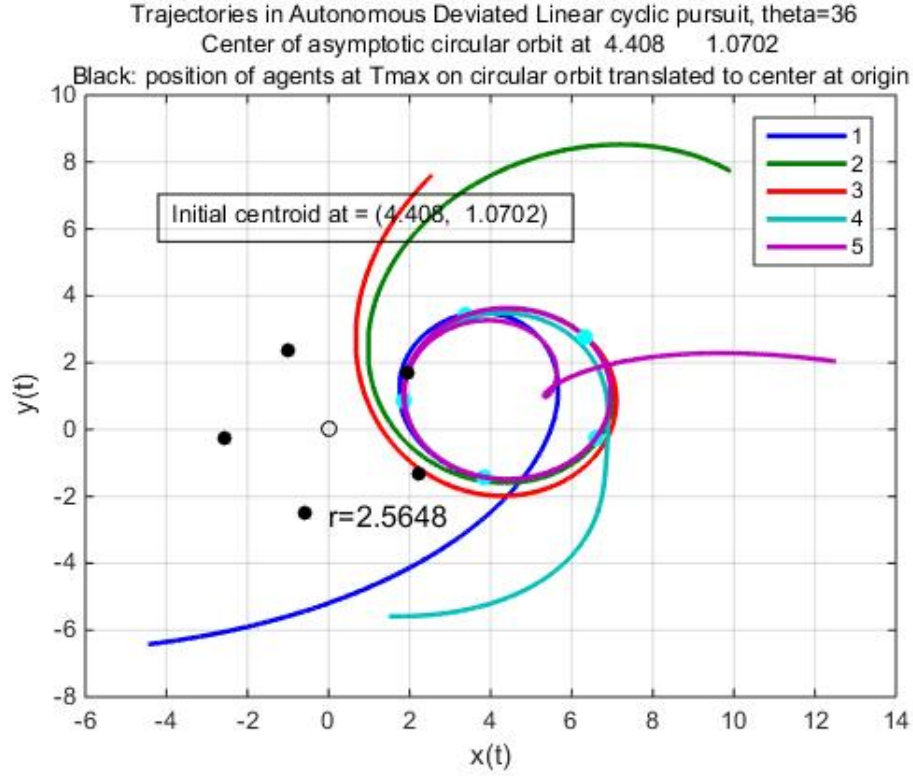 Trajectories in Autonomous Deviated Linear cyclic pursuit, theta=36
Center of asymptotic circular orbit at 4.408 1.0702
Black: position of agents at Tmax on circular orbit translated to center at origin
10
8
6
4
2
0
-2
-4
-6
-8
y(t)
1
2
3
4
5
Initial centroid at = (4.408, 1.0702)
r=2.5648
-6 -4 -2 0 2 4 6 8 10 12 14
x(t)